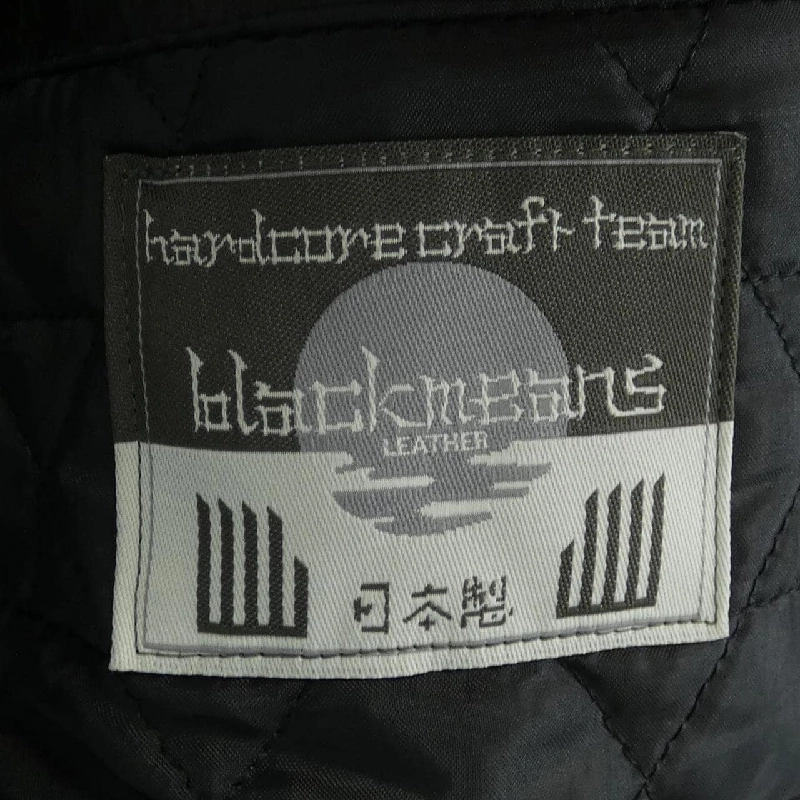 hardcore craft team
blackmeans
LEATHER
日本製